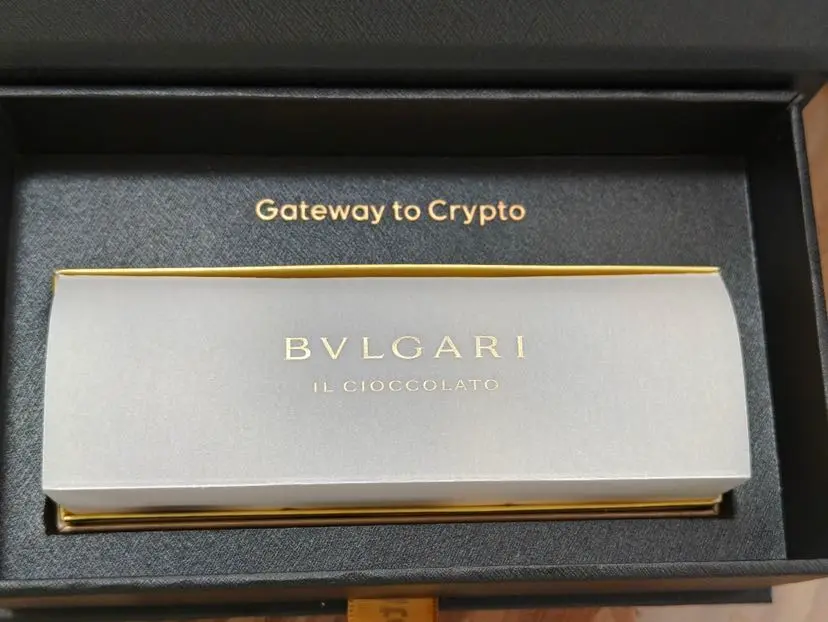 Gateway to Crypto
BVLGARI
IL CIOCCOLATO